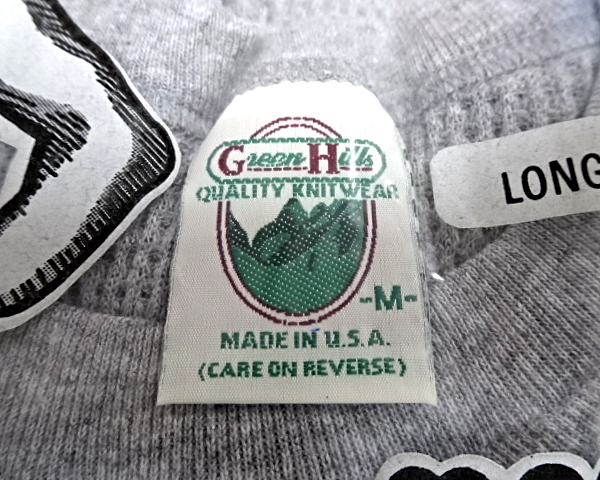 Green Hills
QUALITY KNITWEAR
-M-
MADE IN U.S.A.
(CARE ON REVERSE)
LONG